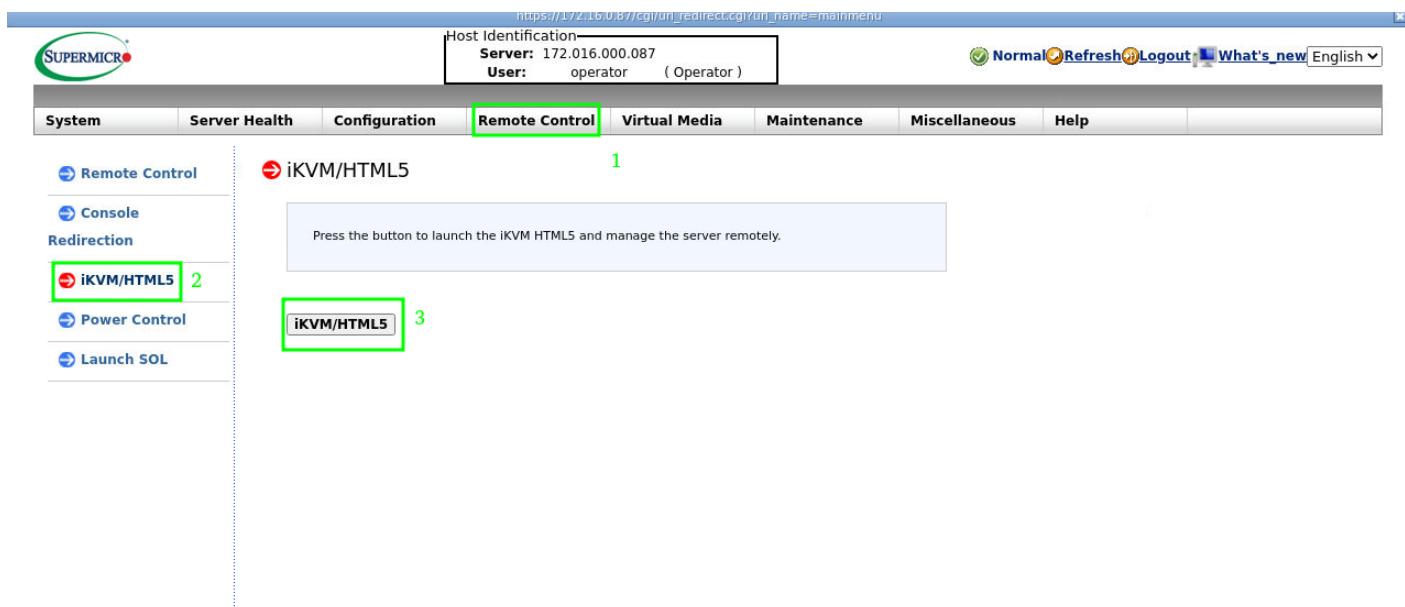 https://172.16.0.87/cgi/url_redirect.cgi?url_name=mainmenu
SUPERMICR
Host Identification
Server: 172.016.000.087
User: operator ( Operator )
Normal Refresh Logout What's_new English
System Server Health Configuration Remote Control Virtual Media Maintenance Miscellaneous Help
1
Remote Control
iKVM/HTML5
Console
Redirection
Press the button to launch the iKVM HTML5 and manage the server remotely.
iKVM/HTML5 2
Power Control
iKVM/HTML5 3
Launch SOL